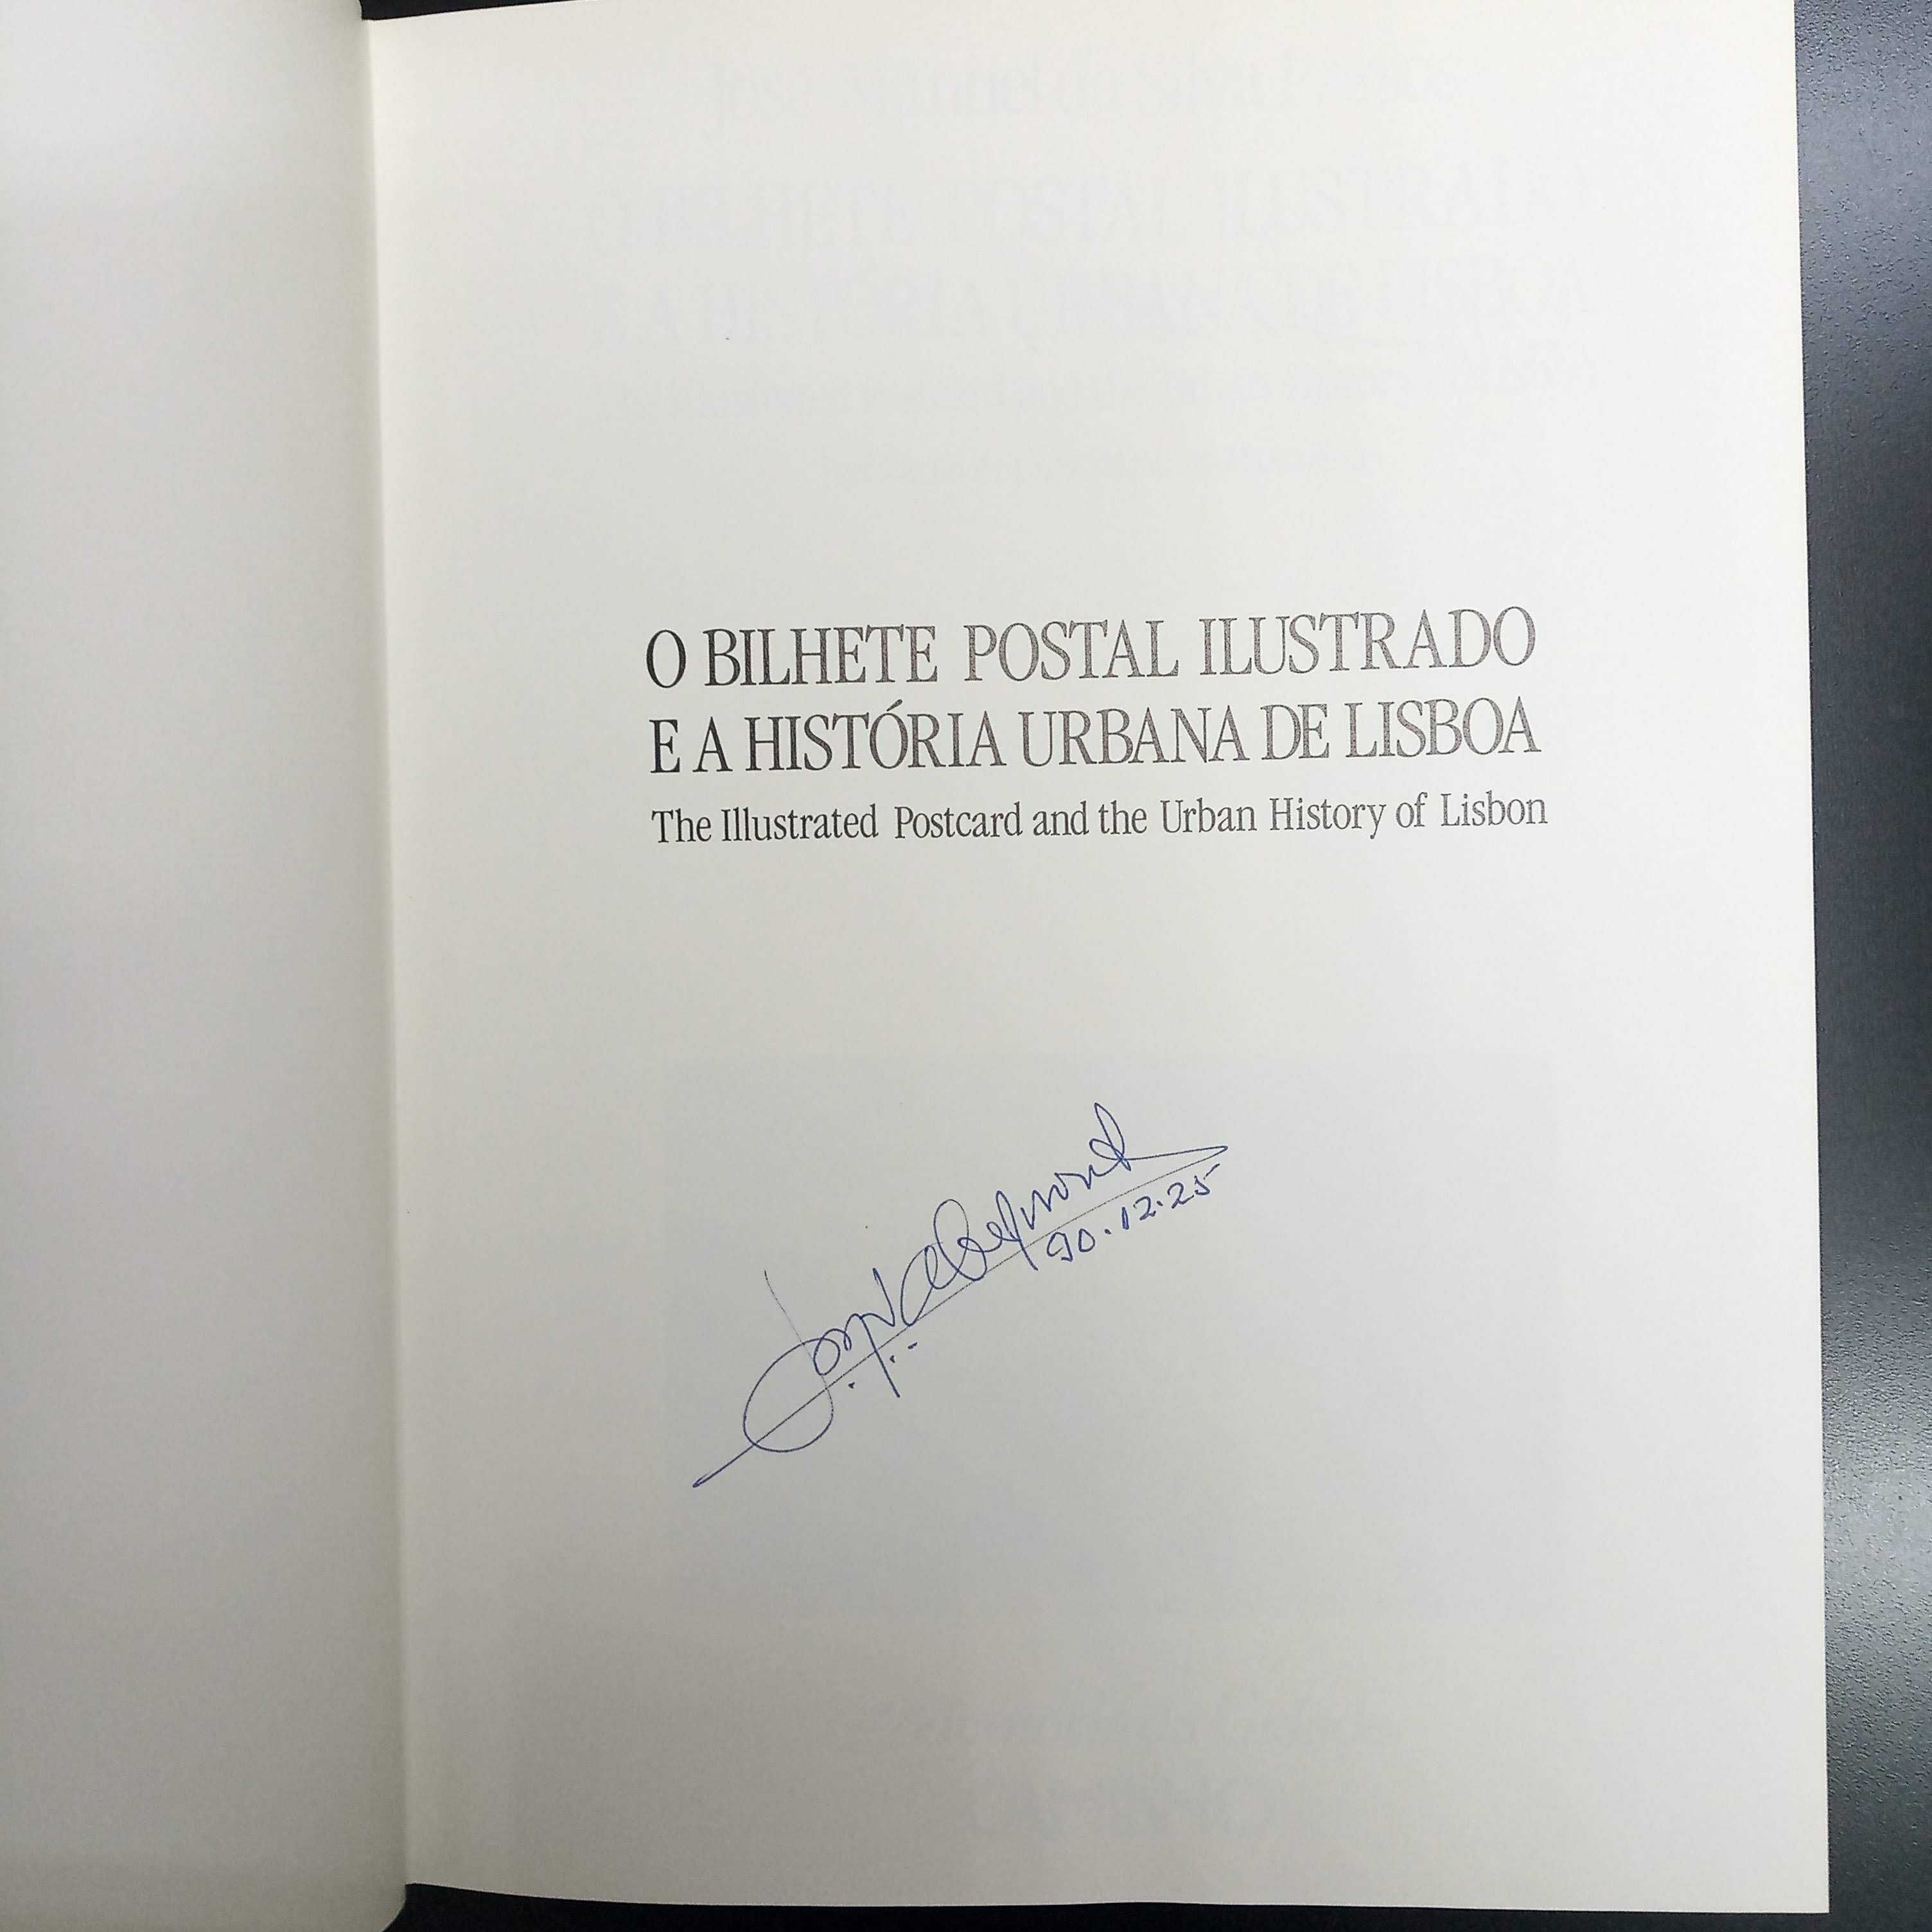 O BILHETE POSTAL ILUSTRADO
E A HISTÓRIA URBANA DE LISBOA
The Illustrated Postcard and the Urban History of Lisbon
90.12.25